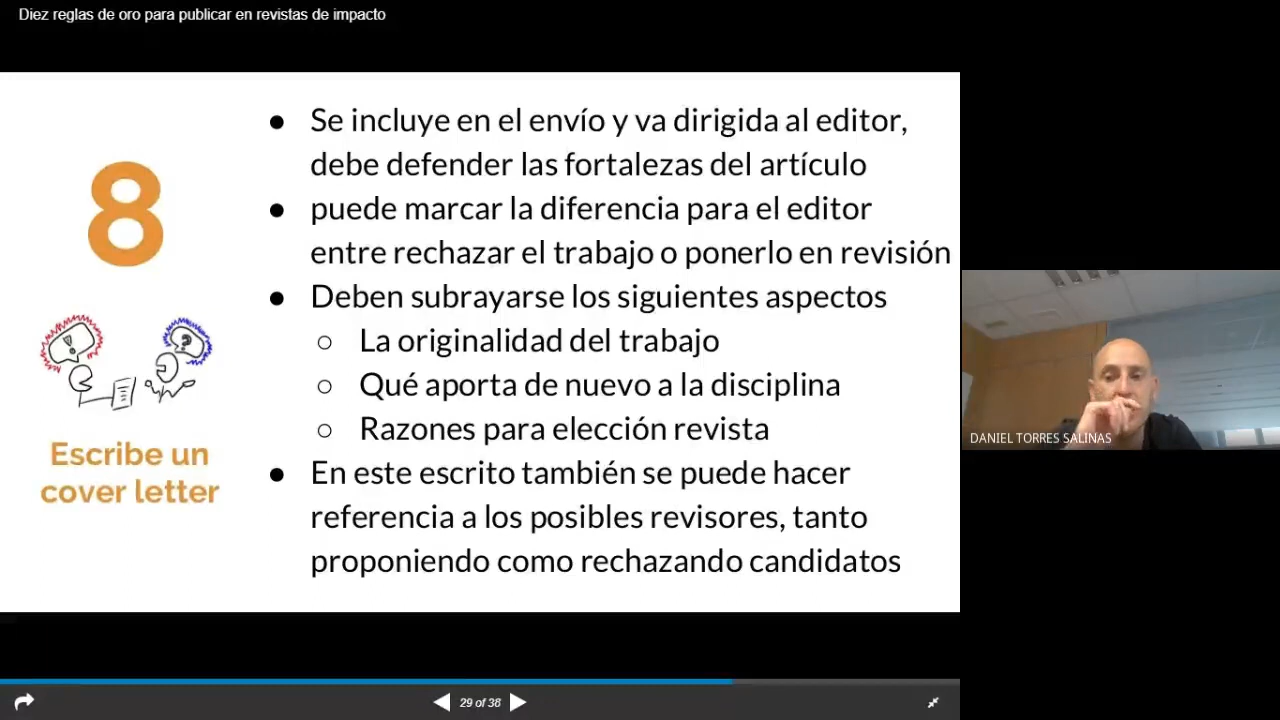 Diez reglas de oro para publicar en revistas de impacto
8
Escribe un
cover letter
● Se incluye en el envío y va dirigida al editor,
debe defender las fortalezas del artículo
● puede marcar la diferencia para el editor
entre rechazar el trabajo o ponerlo en revisión
● Deben subrayarse los siguientes aspectos
○ La originalidad del trabajo
○ Qué aporta de nuevo a la disciplina
○ Razones para elección revista
● En este escrito también se puede hacer
referencia a los posibles revisores, tanto
proponiendo como rechazando candidatos
DANIEL TORRES SALINAS
29 of 38